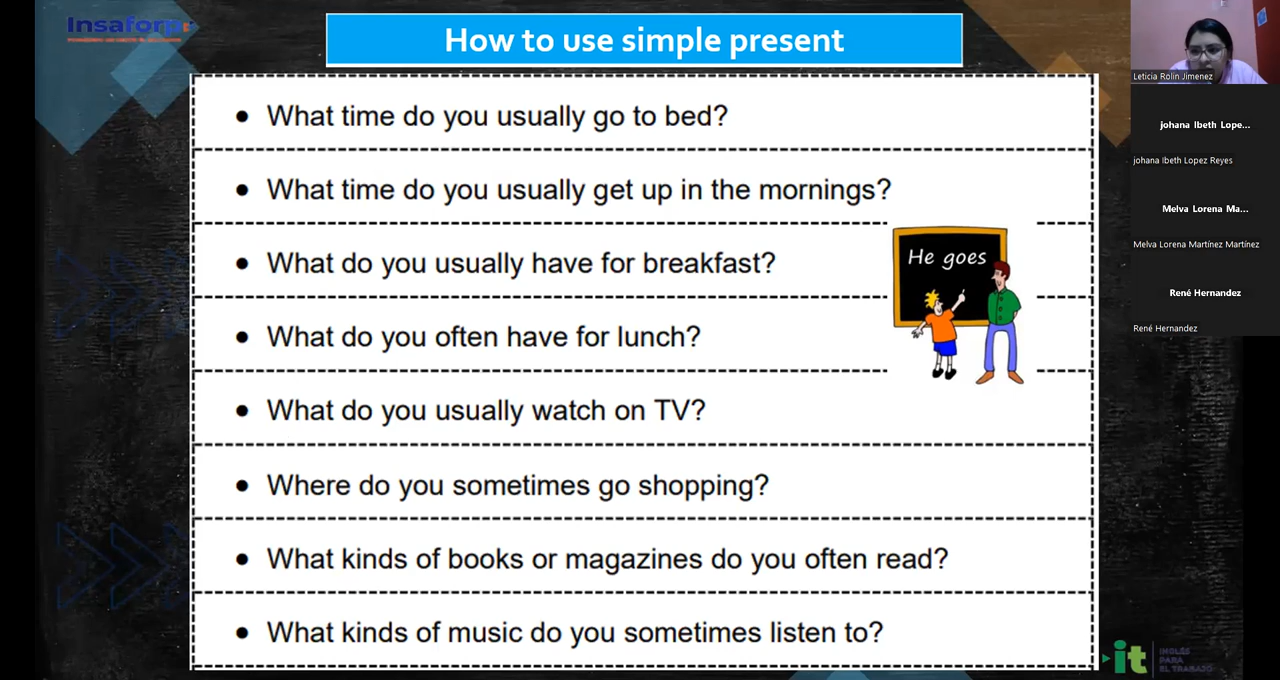 Insaforp
How to use simple present
• What time do you usually go to bed?
• What time do you usually get up in the mornings?
• What do you usually have for breakfast?
He goes
• What do you often have for lunch?
• What do you usually watch on TV?
• Where do you sometimes go shopping?
• What kinds of books or magazines do you often read?
• What kinds of music do you sometimes listen to?
it
INGLÉS
PARA
EL TRABAJO
Leticia Rolin Jimenez
johana Ibeth Lope...
johana Ibeth Lopez Reyes
Melva Lorena Ma...
Melva Lorena Martínez Martínez
René Hernandez
René Hernandez